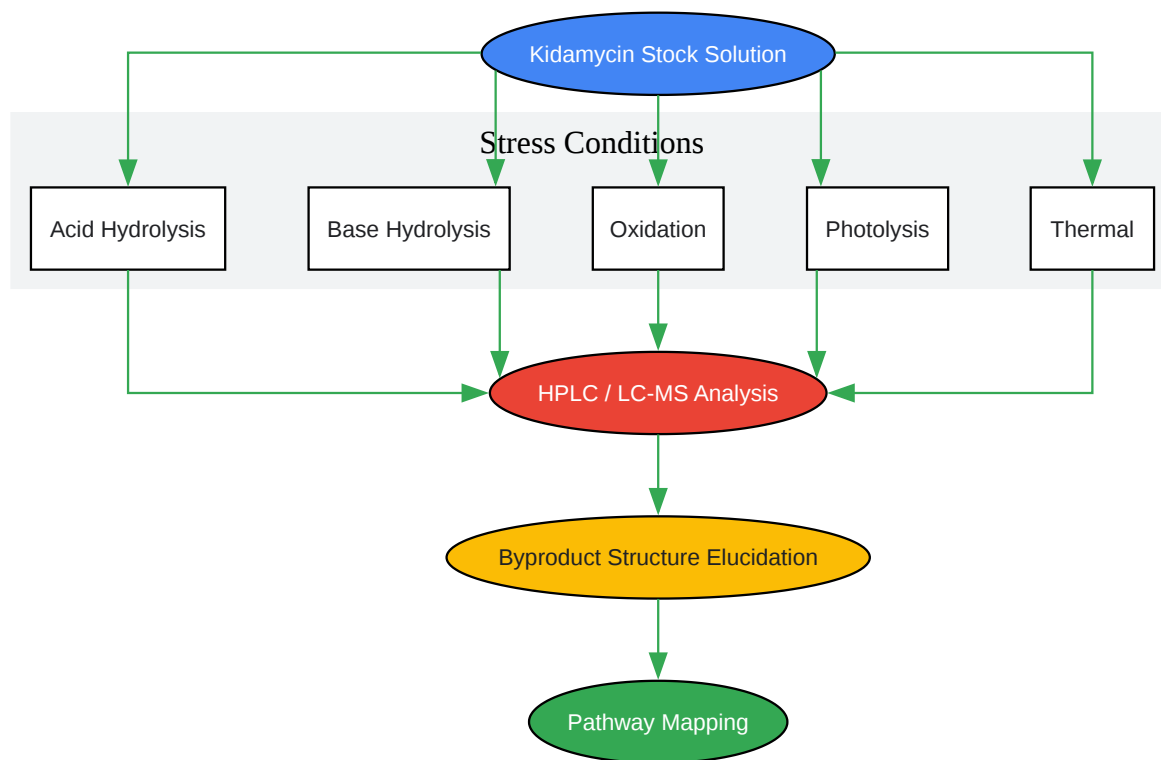 Kidamycin Stock Solution
Stress Conditions
Acid Hydrolysis
Base Hydrolysis
Oxidation
Photolysis
Thermal
HPLC / LC-MS Analysis
Byproduct Structure Elucidation
Pathway Mapping